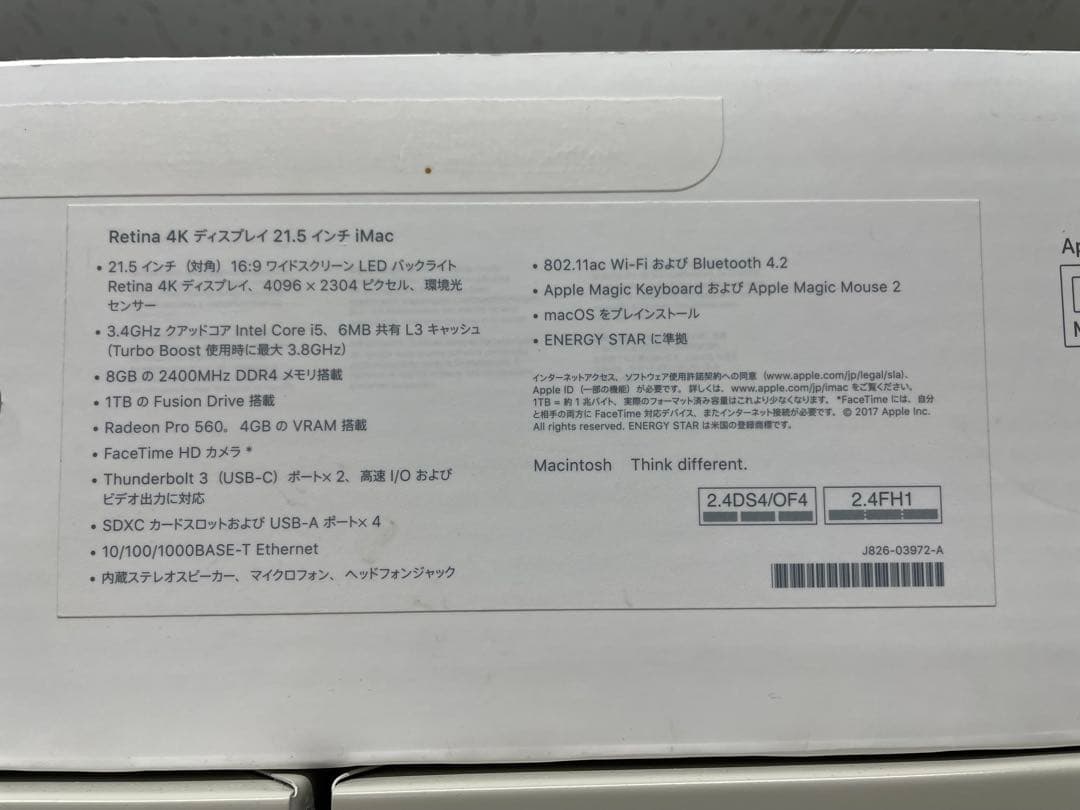 Retina 4K ディスプレイ 21.5 インチ iMac
• 21.5 インチ（対角）16:9 ワイドスクリーン LED バックライト
Retina 4K ディスプレイ、4096 × 2304 ピクセル、環境光
センサー
• 3.4GHz クアッドコア Intel Core i5、6MB 共有 L3 キャッシュ
（Turbo Boost 使用時に最大 3.8GHz）
• 8GB の 2400MHz DDR4 メモリ搭載
• 1TB の Fusion Drive 搭載
• Radeon Pro 560。4GB の VRAM 搭載
• FaceTime HD カメラ *
• Thunderbolt 3（USB-C）ポート× 2、高速 I/O および
ビデオ出力に対応
• SDXC カードスロットおよび USB-A ポート× 4
• 10/100/1000BASE-T Ethernet
• 内蔵ステレオスピーカー、マイクロフォン、ヘッドフォンジャック
• 802.11ac Wi-Fi および Bluetooth 4.2
• Apple Magic Keyboard および Apple Magic Mouse 2
• macOS をプレインストール
• ENERGY STAR に準拠
インターネットアクセス、ソフトウェア使用許諾契約への同意（www.apple.com/jp/legal/sla）、
Apple ID（一部の機能）が必要です。詳しくは、www.apple.com/jp/imac をご覧ください。
1TB = 約 1 兆バイト、実際のフォーマット済み容量はこれより少なくなります。*FaceTime には、自分
と相手の両方に FaceTime 対応デバイス、またインターネット接続が必要です。© 2017 Apple Inc.
All rights reserved. ENERGY STAR は米国の登録商標です。
Macintosh Think different.
2.4DS4/OF4 2.4FH1
J826-03972-A